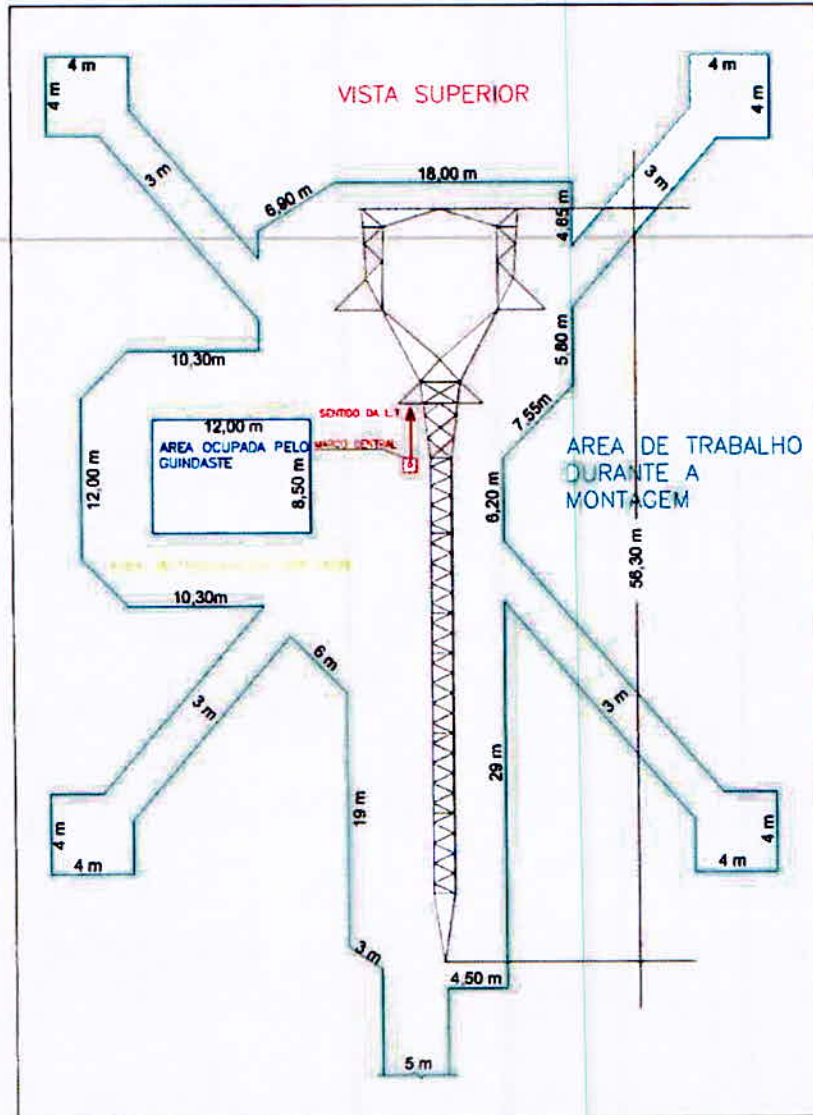 4 m
4 m
4 m
4 m
VISTA SUPERIOR
3 m
3 m
18,00 m
6,90 m
4,65 m
10,30m
5,80 m
7,55m
SENTIDO DA L.T
12,00 m
MARCO CENTRAL
AREA OCUPADA PELO
GUINDASTE
8,50 m
12,00 m
6,20 m
AREA DE TRABALHO
DURANTE A
MONTAGEM
56,30 m
10,30m
6 m
3 m
3 m
29 m
19 m
4 m
4 m
4 m
4 m
3 m
4,50 m
5 m